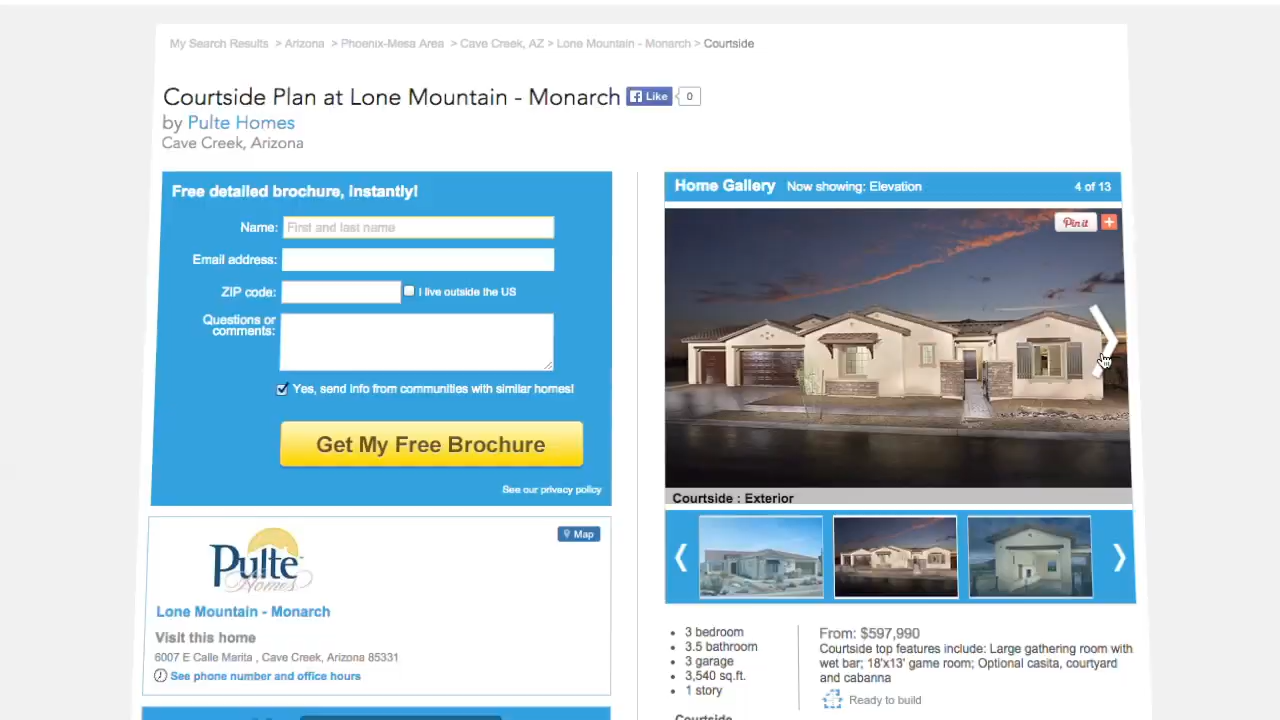 My Search Results > Arizona > Phoenix-Mesa Area > Cave Creek, AZ > Lone Mountain - Monarch > Courtside
Courtside Plan at Lone Mountain - Monarch Like 0
by Pulte Homes
Cave Creek, Arizona
Free detailed brochure, instantly!
Name: First and last name
Email address:
ZIP code: I live outside the US
Questions or
comments:
Yes, send info from communities with similar homes!
Get My Free Brochure
See our privacy policy
Pulte
Homes
Map
Lone Mountain - Monarch
Visit this home
6007 E Calle Marita , Cave Creek, Arizona 85331
See phone number and office hours
Home Gallery Now showing: Elevation 4 of 13
Pin it
Courtside : Exterior
3 bedroom
3.5 bathroom
3 garage
3,540 sq.ft.
1 story
From: $597,990
Courtside top features include: Large gathering room with
wet bar; 18'x13' game room; Optional casita, courtyard
and cabanna
Ready to build
Courtside